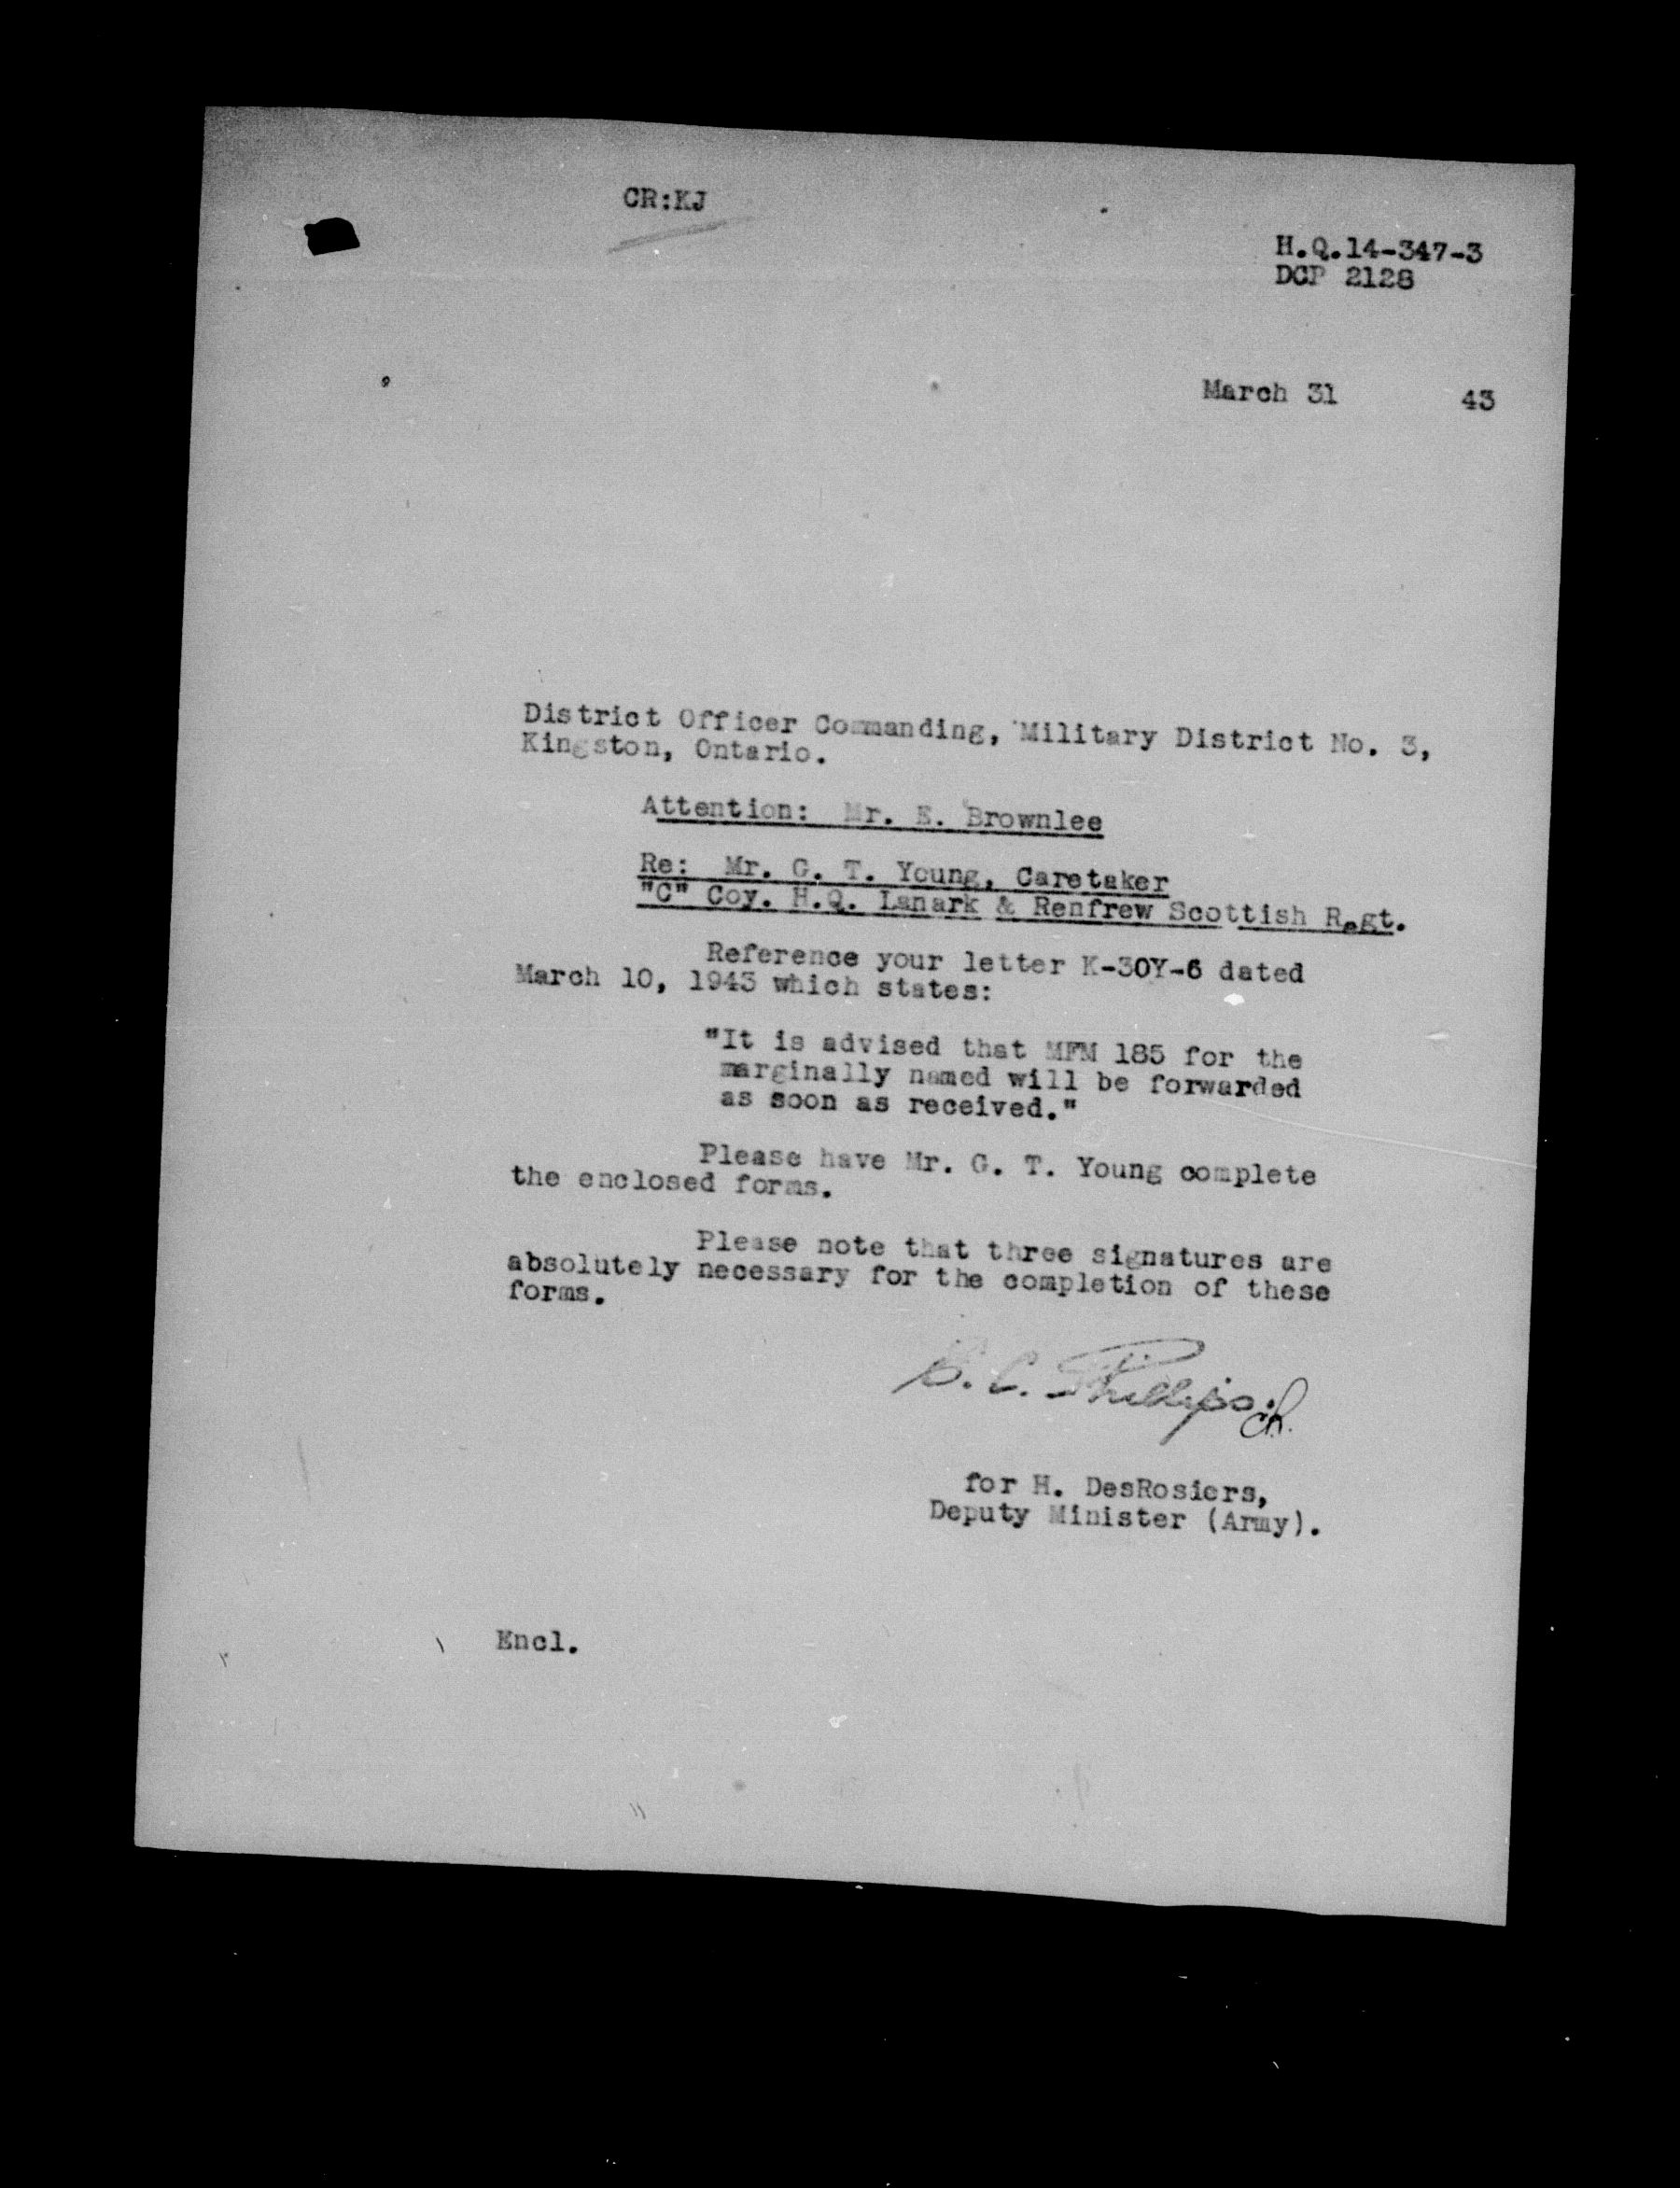 CR:KJ
H.Q.14-347-3
DCP 2128
March 31 43
District Officer Commanding, Military District No. 3,
Kingston, Ontario.
Attention: Mr. E. Brownlee
Re: Mr. G. T. Young, Caretaker
"C" Coy. H.Q. Lanark & Renfrew Scottish Regt.
Reference your letter K-30Y-6 dated
March 10, 1943 which states:
"It is advised that MFM 185 for the
marginally named will be forwarded
as soon as received."
Please have Mr. G. T. Young complete
the enclosed forms.
Please note that three signatures are
absolutely necessary for the completion of these
forms.
C. Phillips
for H. DesRosiers,
Deputy Minister (Army).
Encl.